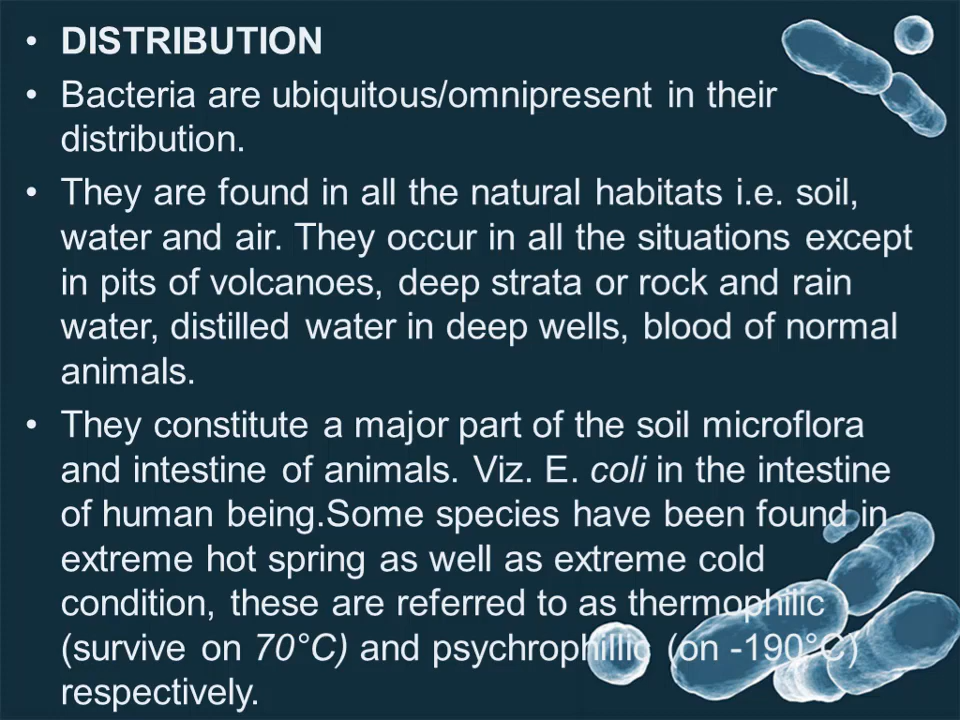 • DISTRIBUTION
• Bacteria are ubiquitous/omnipresent in their
distribution.
• They are found in all the natural habitats i.e. soil,
water and air. They occur in all the situations except
in pits of volcanoes, deep strata or rock and rain
water, distilled water in deep wells, blood of normal
animals.
• They constitute a major part of the soil microflora
and intestine of animals. Viz. E. coli in the intestine
of human being.Some species have been found in
extreme hot spring as well as extreme cold
condition, these are referred to as thermophilic
(survive on 70°C) and psychrophillic (on -190°C)
respectively.